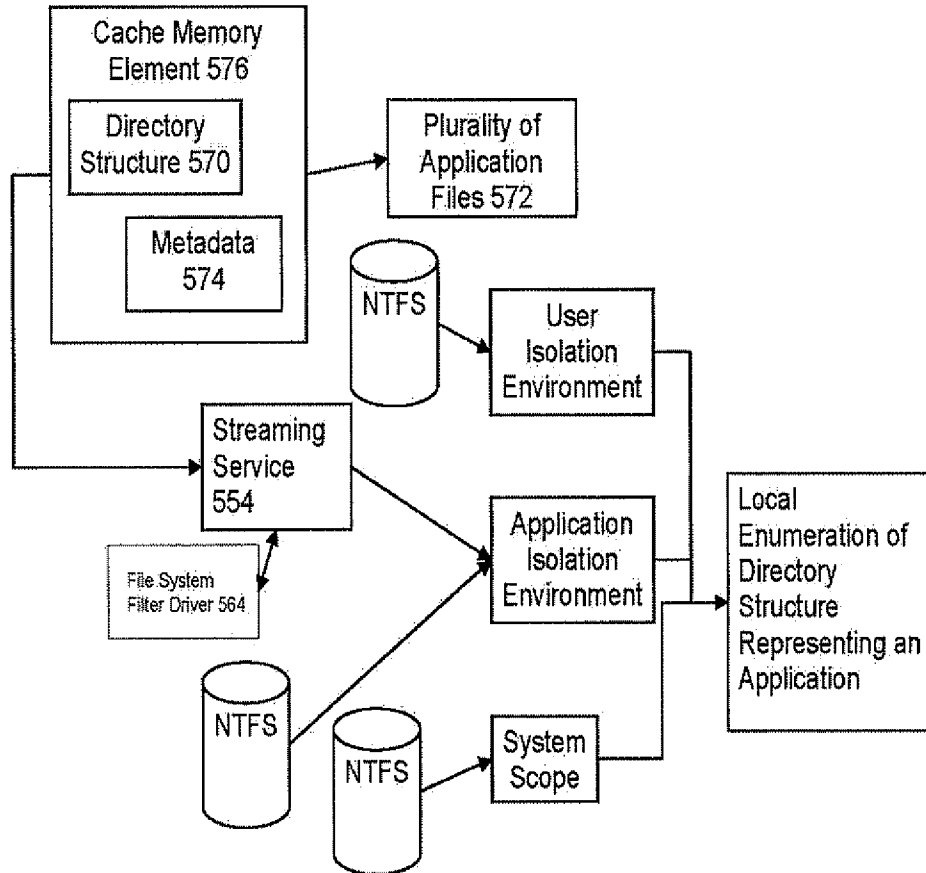 Cache Memory
Element 576
Directory
Structure 570
Metadata
574
Plurality of
Application
Files 572
NTFS
User
Isolation
Environment
Streaming
Service
554
File System
Filter Driver 564
Application
Isolation
Environment
Local
Enumeration of
Directory
Structure
Representing an
Application
NTFS
NTFS
System
Scope